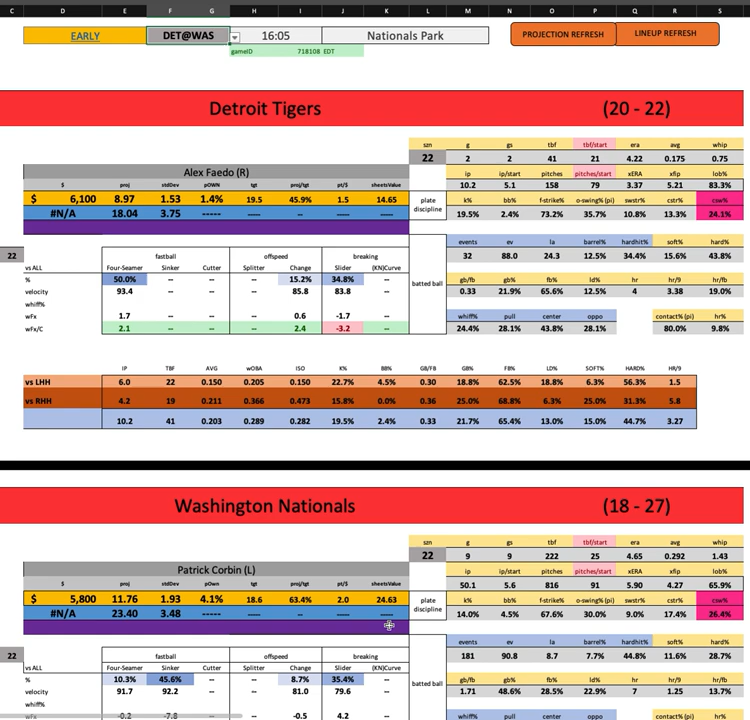 C D E F G H I J K L M N O P Q R S
EARLY DET@WAS 16:05 Nationals Park PROJECTION REFRESH LINEUP REFRESH
gameID 718108 EDT
Detroit Tigers (20 - 22)
szn g gs tbf tbf/start era avg whip
22 2 2 41 21 4.22 0.175 0.75
Alex Faedo (R) ip ip/start pitches pitches/start xERA xfip lob%
$ proj stdDev pOWN tgt proj/tgt pt/$ sheetsValue 10.2 5.1 158 79 3.37 5.21 83.3%
$ 6,100 8.97 1.53 1.4% 19.5 45.9% 1.5 14.65 plate discipline k% bb% f-strike% o-swing% (pi) swstr% cstr% csw%
#N/A 18.04 3.75 ----- ---- -- ---- ---- 19.5% 2.4% 73.2% 35.7% 10.8% 13.3% 24.1%
22 fastball offspeed breaking batted ball events ev la barrel% hardhit% soft% hard%
32 88.0 24.3 12.5% 34.4% 15.6% 43.8%
vs ALL Four-Seamer Sinker Cutter Splitter Change Slider (KN)Curve
% 50.0% -- -- -- 15.2% 34.8% -- gb/fb gb% fb% ld% hr hr/9 hr/fb
velocity 93.4 -- -- -- 85.8 83.8 -- 0.33 21.9% 65.6% 12.5% 4 3.38 19.0%
whiff%
wFx 1.7 -- -- -- 0.6 -1.7 -- whiff% pull center oppo contact% (pi) hr%
wFx/C 2.1 -- -- -- 2.4 -3.2 -- 24.4% 28.1% 43.8% 28.1% 80.0% 9.8%
IP TBF AVG wOBA ISO K% BB% GB/FB GB% FB% LD% SOFT% HARD% HR/9
vs LHH 6.0 22 0.150 0.205 0.150 22.7% 4.5% 0.30 18.8% 62.5% 18.8% 6.3% 56.3% 1.5
vs RHH 4.2 19 0.211 0.366 0.473 15.8% 0.0% 0.36 25.0% 68.8% 6.3% 25.0% 31.3% 5.8
10.2 41 0.203 0.289 0.282 19.5% 2.4% 0.33 21.7% 65.4% 13.0% 15.0% 44.7% 3.27
Washington Nationals (18 - 27)
szn g gs tbf tbf/start era avg whip
22 9 9 222 25 4.65 0.292 1.43
Patrick Corbin (L) ip ip/start pitches pitches/start xERA xfip lob%
$ proj stdDev pOwn tgt proj/tgt pt/$ sheetsValue 50.1 5.6 816 91 5.90 4.27 65.9%
$ 5,800 11.76 1.93 4.1% 18.6 63.4% 2.0 24.63 plate discipline k% bb% f-strike% o-swing% (pi) swstr% cstr% csw%
#N/A 23.40 3.48 ----- ---- -- ---- ---- 14.0% 4.5% 67.6% 30.0% 9.0% 17.4% 26.4%
22 fastball offspeed breaking batted ball events ev la barrel% hardhit% soft% hard%
181 90.8 8.7 7.7% 44.8% 11.6% 28.7%
vs ALL Four-Seamer Sinker Cutter Splitter Change Slider (KN)Curve
% 10.3% 45.6% -- -- 8.7% 35.4% -- gb/fb gb% fb% ld% hr hr/9 hr/fb
velocity 91.7 92.2 -- -- 81.0 79.6 -- 1.71 48.6% 28.5% 22.9% 7 1.25 13.7%
whiff%
wFx -0.2 -7.8 -- -- -0.5 4.2 -- whiff% pull center oppo contact% (pi) hr%